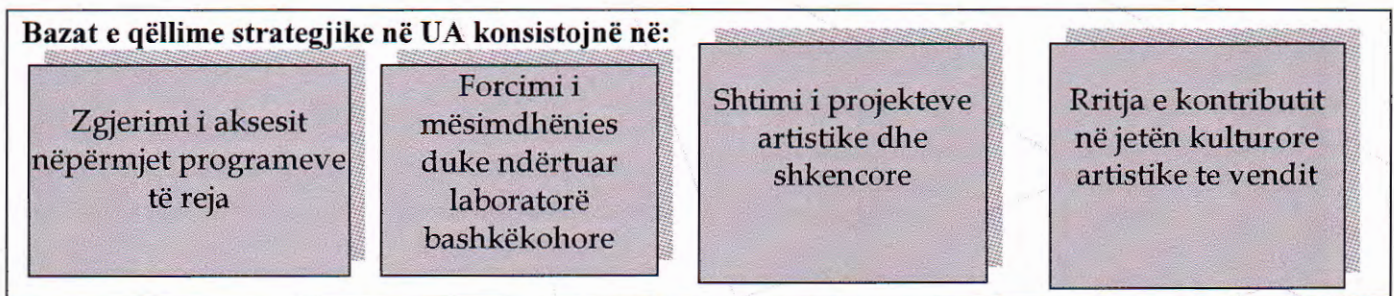 Bazat e qëllime strategjike në UA konsistojnë në:
Zgjerimi i aksesit
nëpërmjet programeve
të reja
Forcimi i
mësimdhënies
duke ndërtuar
laboratorë
bashkëkohore
Shtimi i projekteve
artistike dhe
shkencore
Rritja e kontributit
në jetën kulturore
artistike te vendit